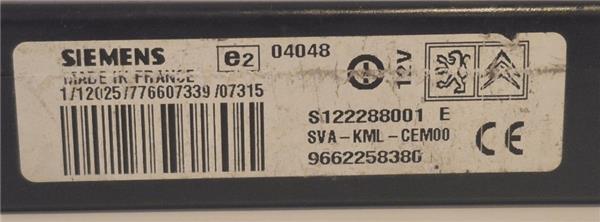 SIEMENS
MADE IN FRANCE
e2 04048
12V
1/12025/776607339/07315
S122288001 E
SVA-KML-CEM00
9662258380
CE